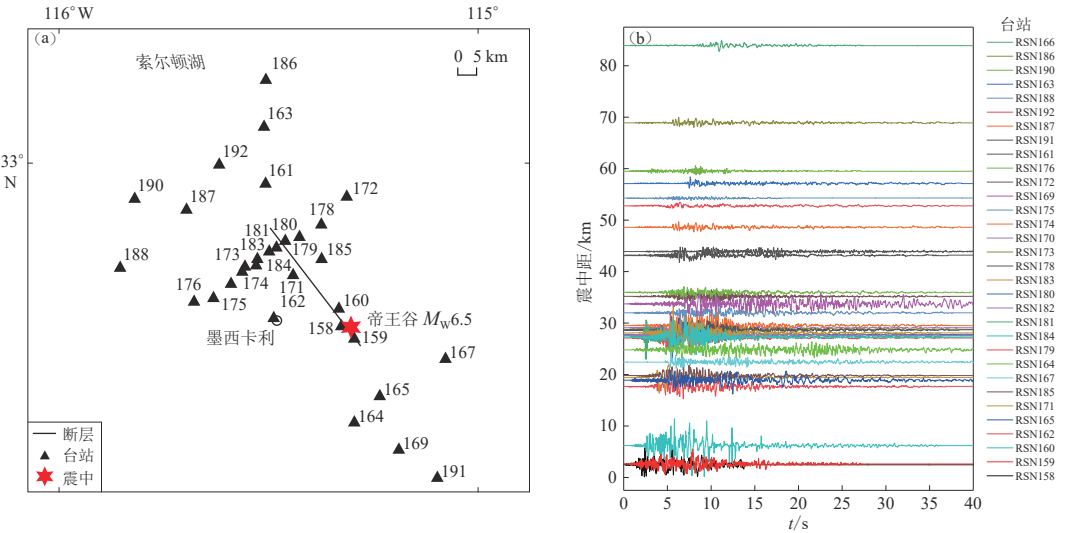 116°W
115°
(a)
索尔顿湖
0 5 km
186
163
33°
N
192
161
190
187
172
178
181
180
188
183
179
185
173
184
176
174
171
175
162
160
墨西卡利
158
帝王谷 Mw6.5
159
167
165
164
169
191
断层
台站
震中
(b)
震中距/km
80
70
60
50
40
30
20
10
0
0 5 10 15 20 25 30 35 40
t/s
台站
RSN166
RSN186
RSN190
RSN163
RSN188
RSN192
RSN187
RSN191
RSN161
RSN176
RSN172
RSN169
RSN175
RSN174
RSN170
RSN173
RSN178
RSN183
RSN180
RSN182
RSN181
RSN184
RSN179
RSN164
RSN167
RSN185
RSN171
RSN165
RSN162
RSN160
RSN159
RSN158